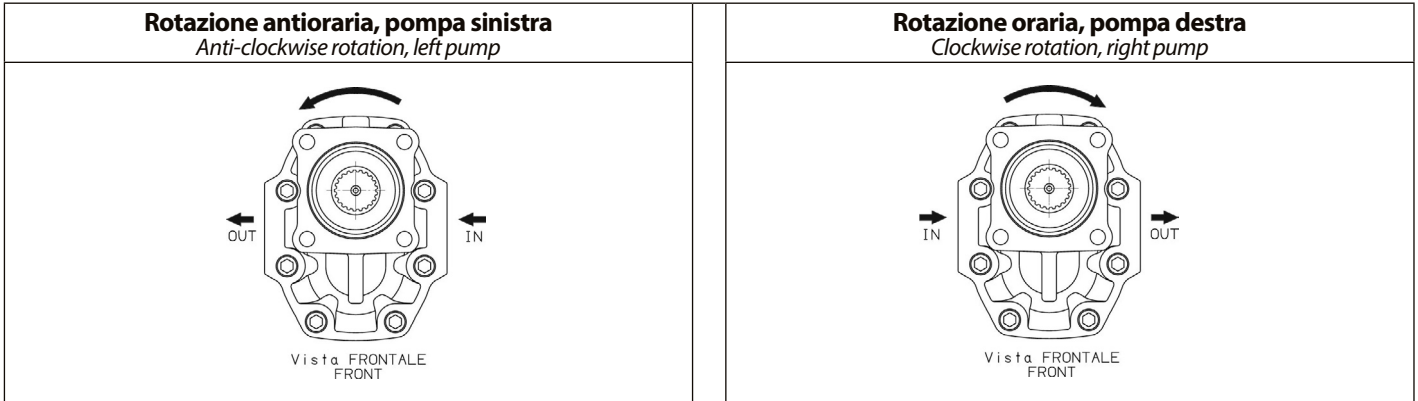 Rotazione antioraria, pompa sinistra
Anti-clockwise rotation, left pump
OUT
IN
Vista FRONTALE
FRONT
Rotazione oraria, pompa destra
Clockwise rotation, right pump
IN
OUT
Vista FRONTALE
FRONT